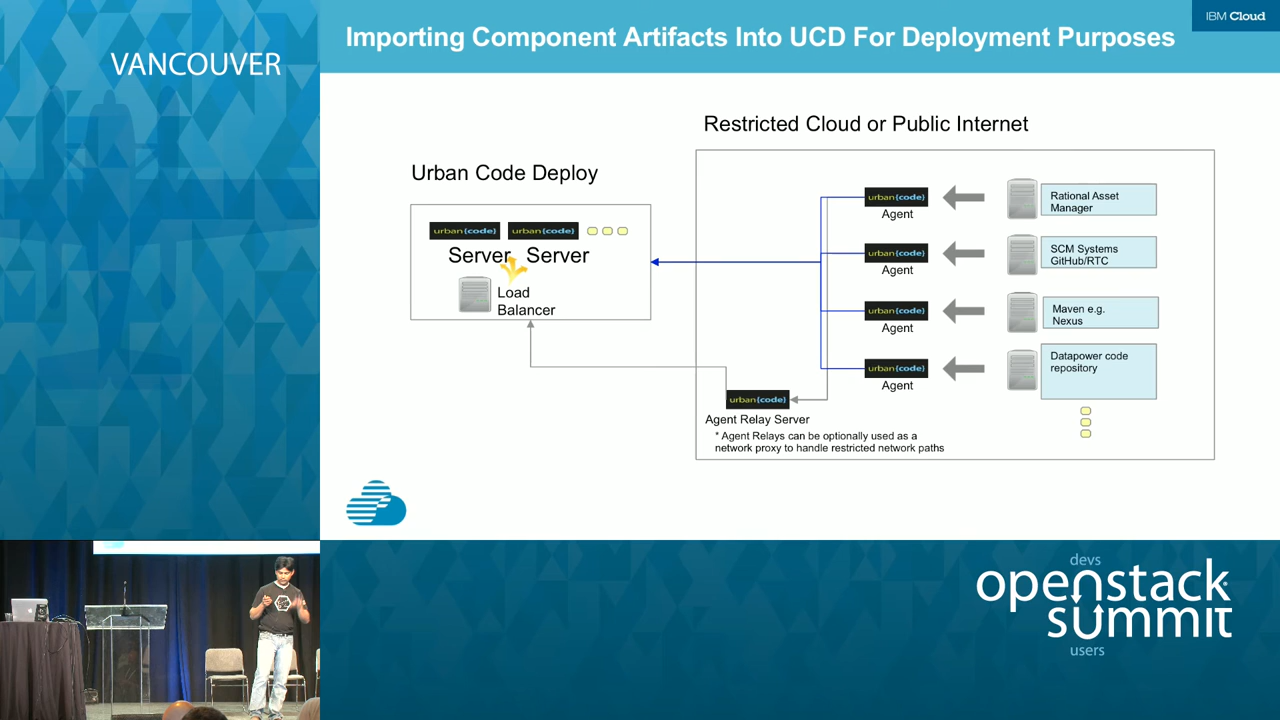 IBM Cloud
Importing Component Artifacts Into UCD For Deployment Purposes
VANCOUVER
Restricted Cloud or Public Internet
Urban Code Deploy
urban{code}
urban{code}
Server
Server
Load
Balancer
urban{code}
Agent
Rational Asset
Manager
urban{code}
Agent
SCM Systems
GitHub/RTC
urban{code}
Agent
Maven e.g.
Nexus
urban{code}
Agent
Datapower code
repository
urban{code}
Agent Relay Server
* Agent Relays can be optionally used as a
network proxy to handle restricted network paths
devs
openstack
summit
users